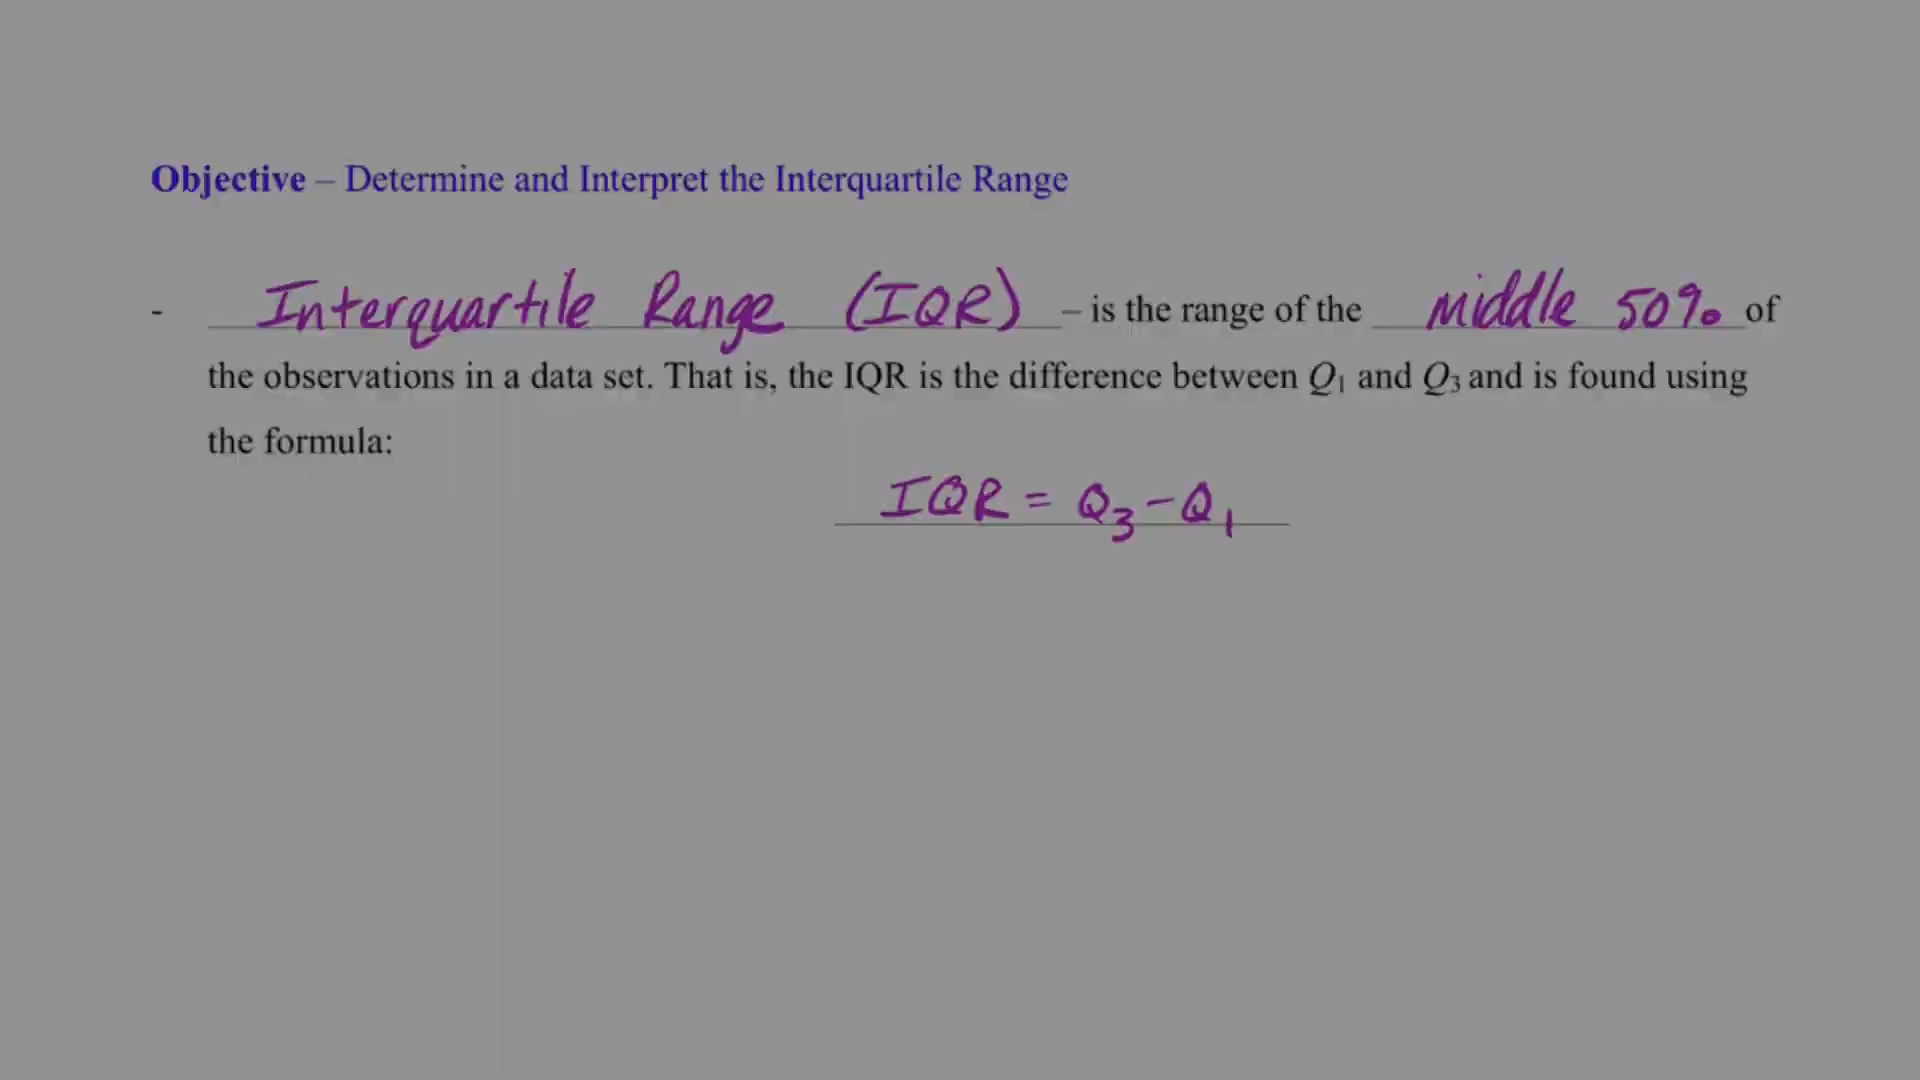 Objective – Determine and Interpret the Interquartile Range
- Interquartile Range (IQR) – is the range of the middle 50% of
the observations in a data set. That is, the IQR is the difference between Q₁ and Q₃ and is found using
the formula:
IQR = Q₃ - Q₁